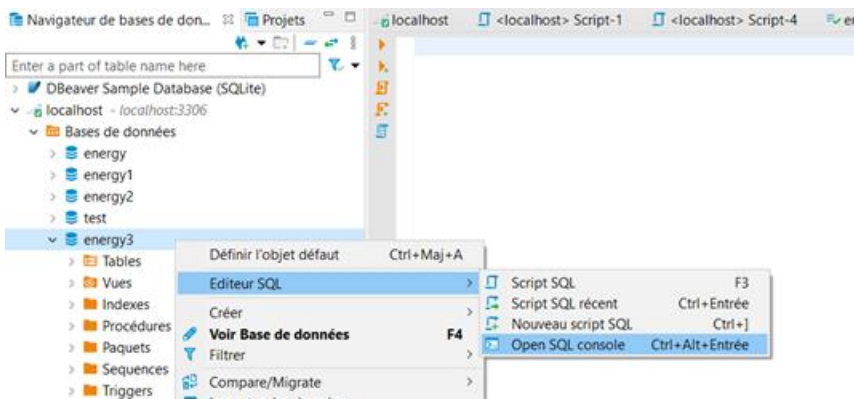 Navigateur de bases de don... Projets
Enter a part of table name here
DBeaver Sample Database (SQLite)
localhost - localhost:3306
Bases de données
energy
energy1
energy2
test
energy3
Tables
Vues
Indexes
Procédures
Paquets
Sequences
Triggers
localhost <localhost> Script-1 <localhost> Script-4 en
Définir l'objet défaut Ctrl+Maj+A
Editeur SQL
Créer
Voir Base de données F4
Filtrer
Compare/Migrate
Script SQL F3
Script SQL récent Ctrl+Entrée
Nouveau script SQL Ctrl+]
Open SQL console Ctrl+Alt+Entrée